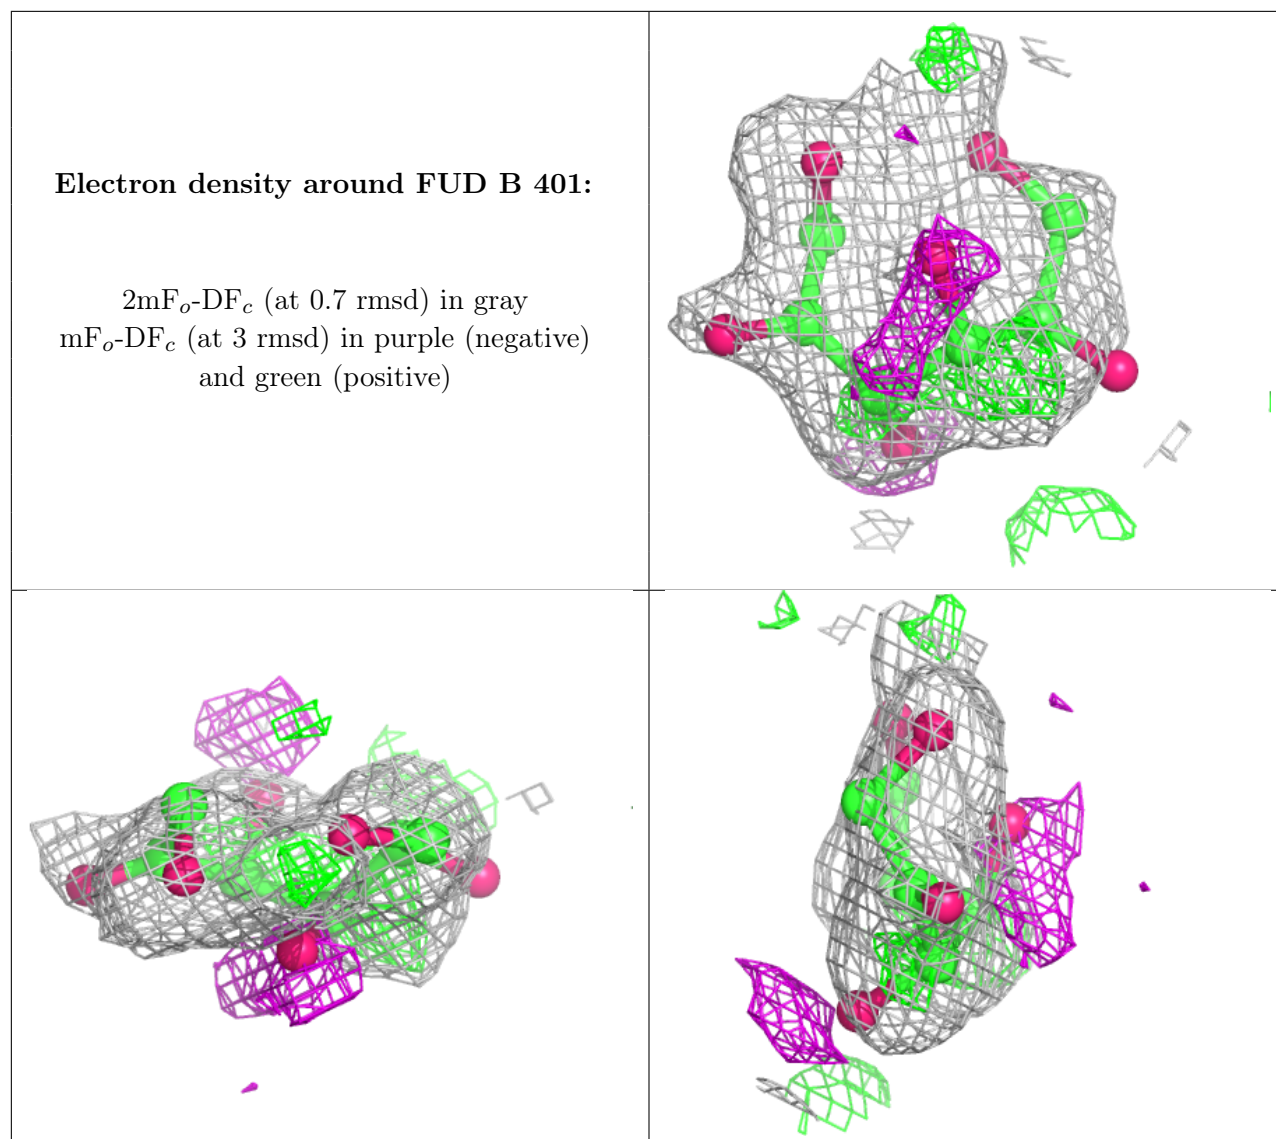 Electron density around FUD B 401:
2mFo-DFc (at 0.7 rmsd) in gray
mFo-DFc (at 3 rmsd) in purple (negative)
and green (positive)